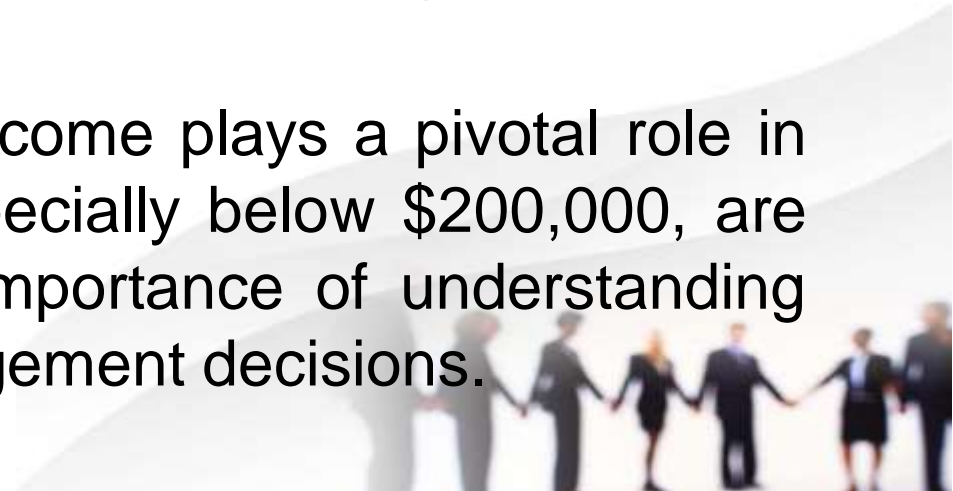 come plays a pivotal role in
ecially below $200,000, are
mportance of understanding
gement decisions.